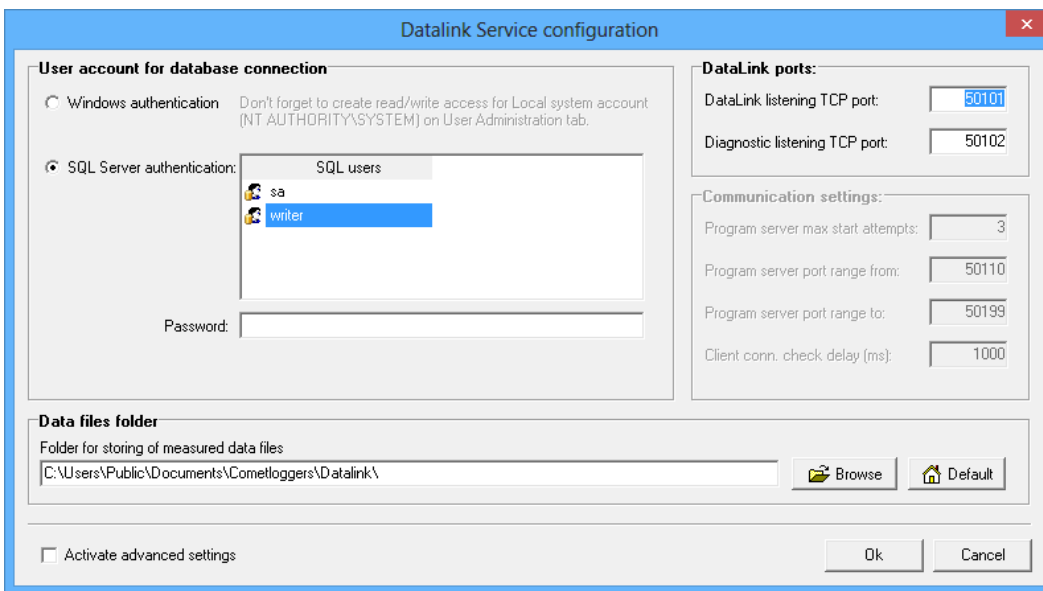 Datalink Service configuration
User account for database connection
Windows authentication
Don't forget to create read/write access for Local system account
(NT AUTHORITY\SYSTEM) on User Administration tab.
SQL Server authentication:
SQL users
sa
writer
Password:
DataLink ports:
DataLink listening TCP port: 50101
Diagnostic listening TCP port: 50102
Communication settings:
Program server max start attempts: 3
Program server port range from: 50110
Program server port range to: 50199
Client conn. check delay (ms): 1000
Data files folder
Folder for storing of measured data files
C:\Users\Public\Documents\Cometloggers\Datalink\
Browse
Default
Activate advanced settings
Ok
Cancel